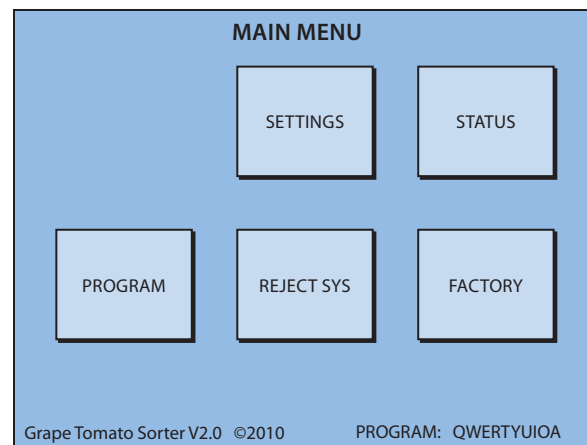 MAIN MENU
SETTINGS STATUS
PROGRAM REJECT SYS FACTORY
Grape Tomato Sorter V2.0 ©2010 PROGRAM: QWERTYUIOA